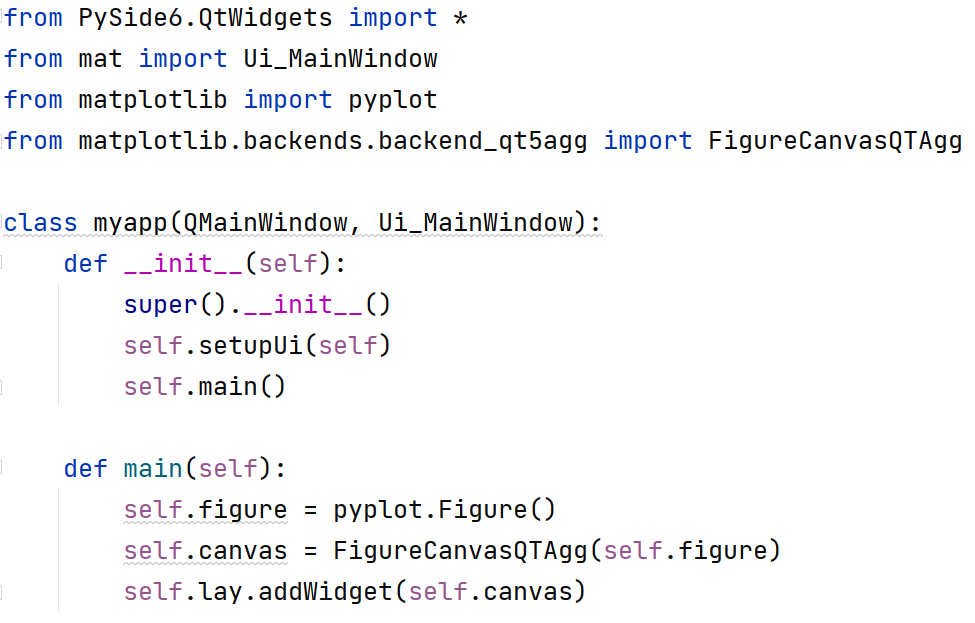 from PySide6.QtWidgets import *
from mat import Ui_MainWindow
from matplotlib import pyplot
from matplotlib.backends.backend_qt5agg import FigureCanvasQTAgg

class myapp(QMainWindow, Ui_MainWindow):
    def __init__(self):
        super().__init__()
        self.setupUi(self)
        self.main()

    def main(self):
        self.figure = pyplot.Figure()
        self.canvas = FigureCanvasQTAgg(self.figure)
        self.lay.addWidget(self.canvas)